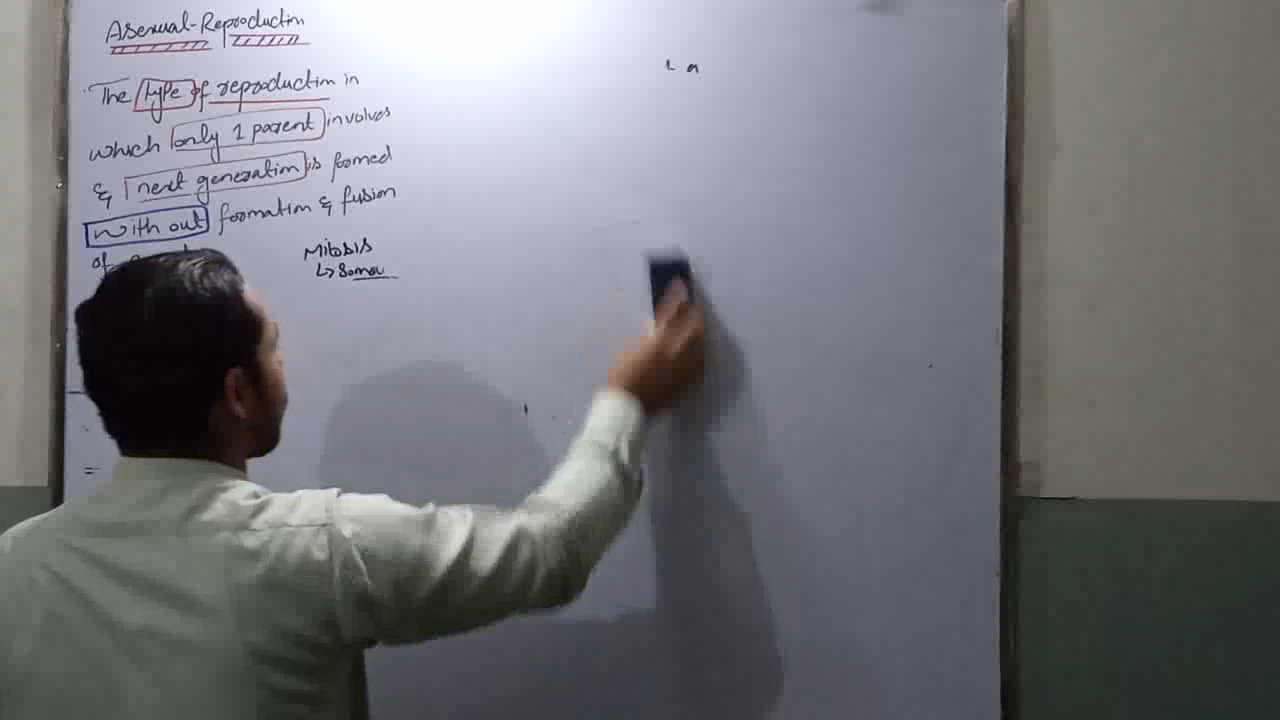 Asexual-Reproduction
The type of reproduction in
which only 1 parent involves
& next generation is formed
with out formation & fusion
of
Mitosis
↳
=